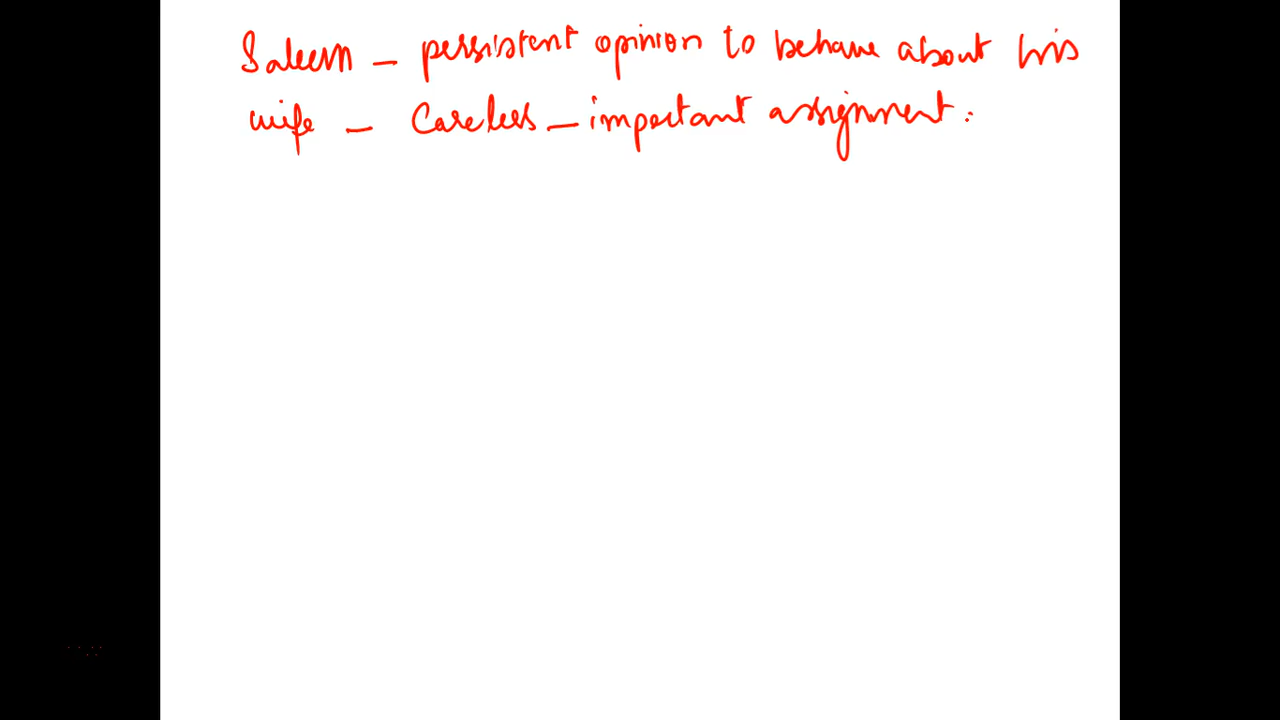 Saleem - persistent opinion to behave about his
wife - Careless - important assignment.